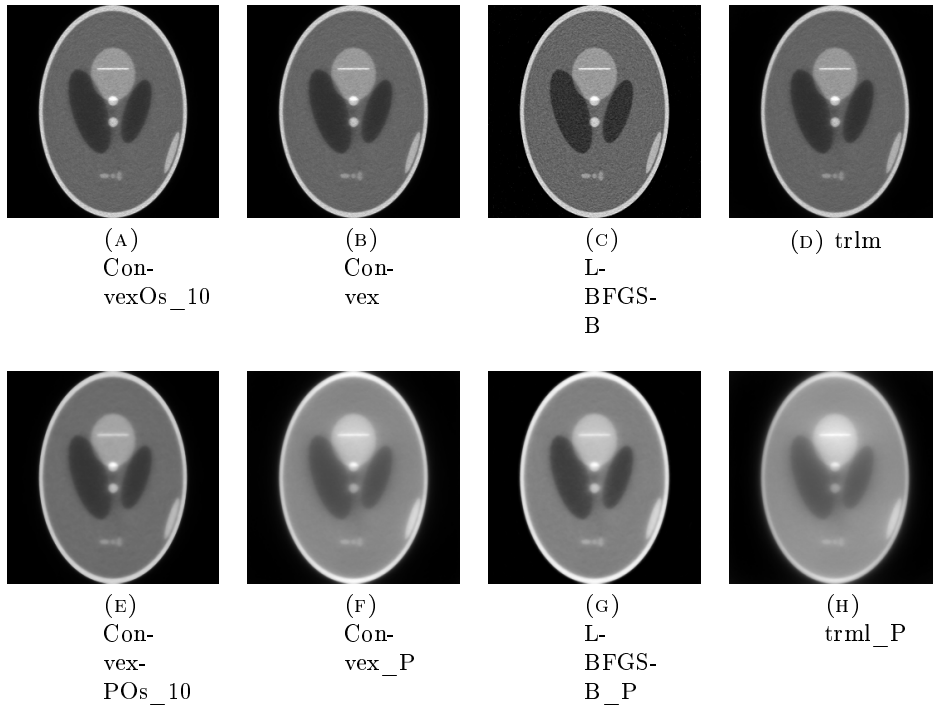 (A)
Con-
vexOs_10
(B)
Con-
vex
(C)
L-
BFGS-
B
(D) trlm
(E)
Con-
vex-
POs_10
(F)
Con-
vex_P
(G)
L-
BFGS-
B_P
(H)
trml_P